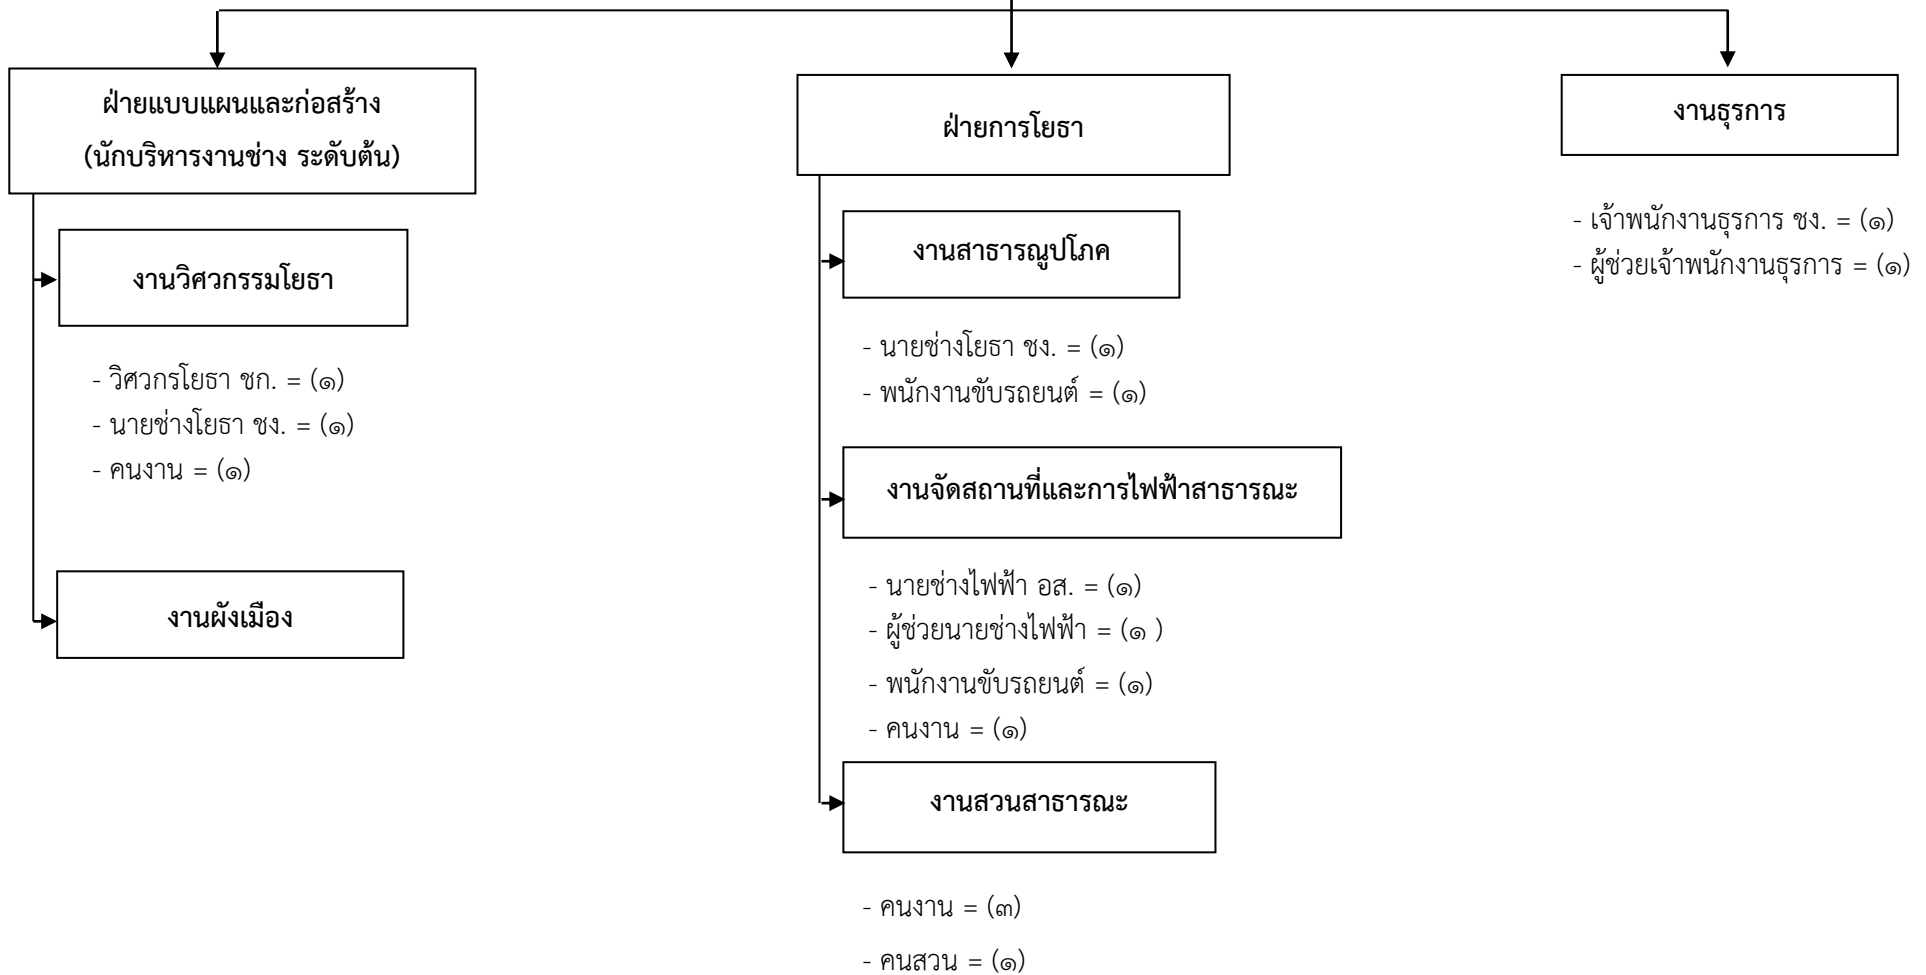 ฝ่ายแบบแผนและก่อสร้าง
(นักบริหารงานช่าง ระดับต้น)
งานวิศวกรรมโยธา
- วิศวกรโยธา ชก. = (๑)
- นายช่างโยธา ชง. = (๑)
- คนงาน = (๑)
งานผังเมือง
ฝ่ายการโยธา
งานสาธารณูปโภค
- นายช่างโยธา ชง. = (๑)
- พนักงานขับรถยนต์ = (๑)
งานจัดสถานที่และการไฟฟ้าสาธารณะ
- นายช่างไฟฟ้า อส. = (๑)
- ผู้ช่วยนายช่างไฟฟ้า = (๑ )
- พนักงานขับรถยนต์ = (๑)
- คนงาน = (๑)
งานสวนสาธารณะ
- คนงาน = (๓)
- คนสวน = (๑)
งานธุรการ
- เจ้าพนักงานธุรการ ชง. = (๑)
- ผู้ช่วยเจ้าพนักงานธุรการ = (๑)